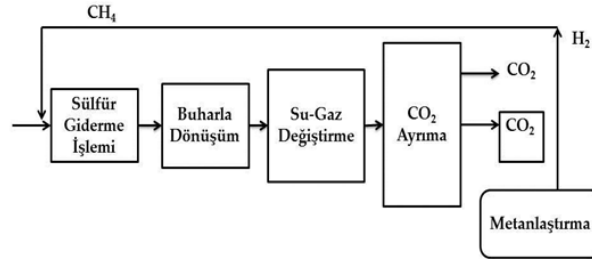 CH₄
H₂
Sülfür
Giderme
İşlemi
Buharla
Dönüşüm
Su-Gaz
Değiştirme
CO₂
Ayrıma
CO₂
CO₂
Metanlaştırma